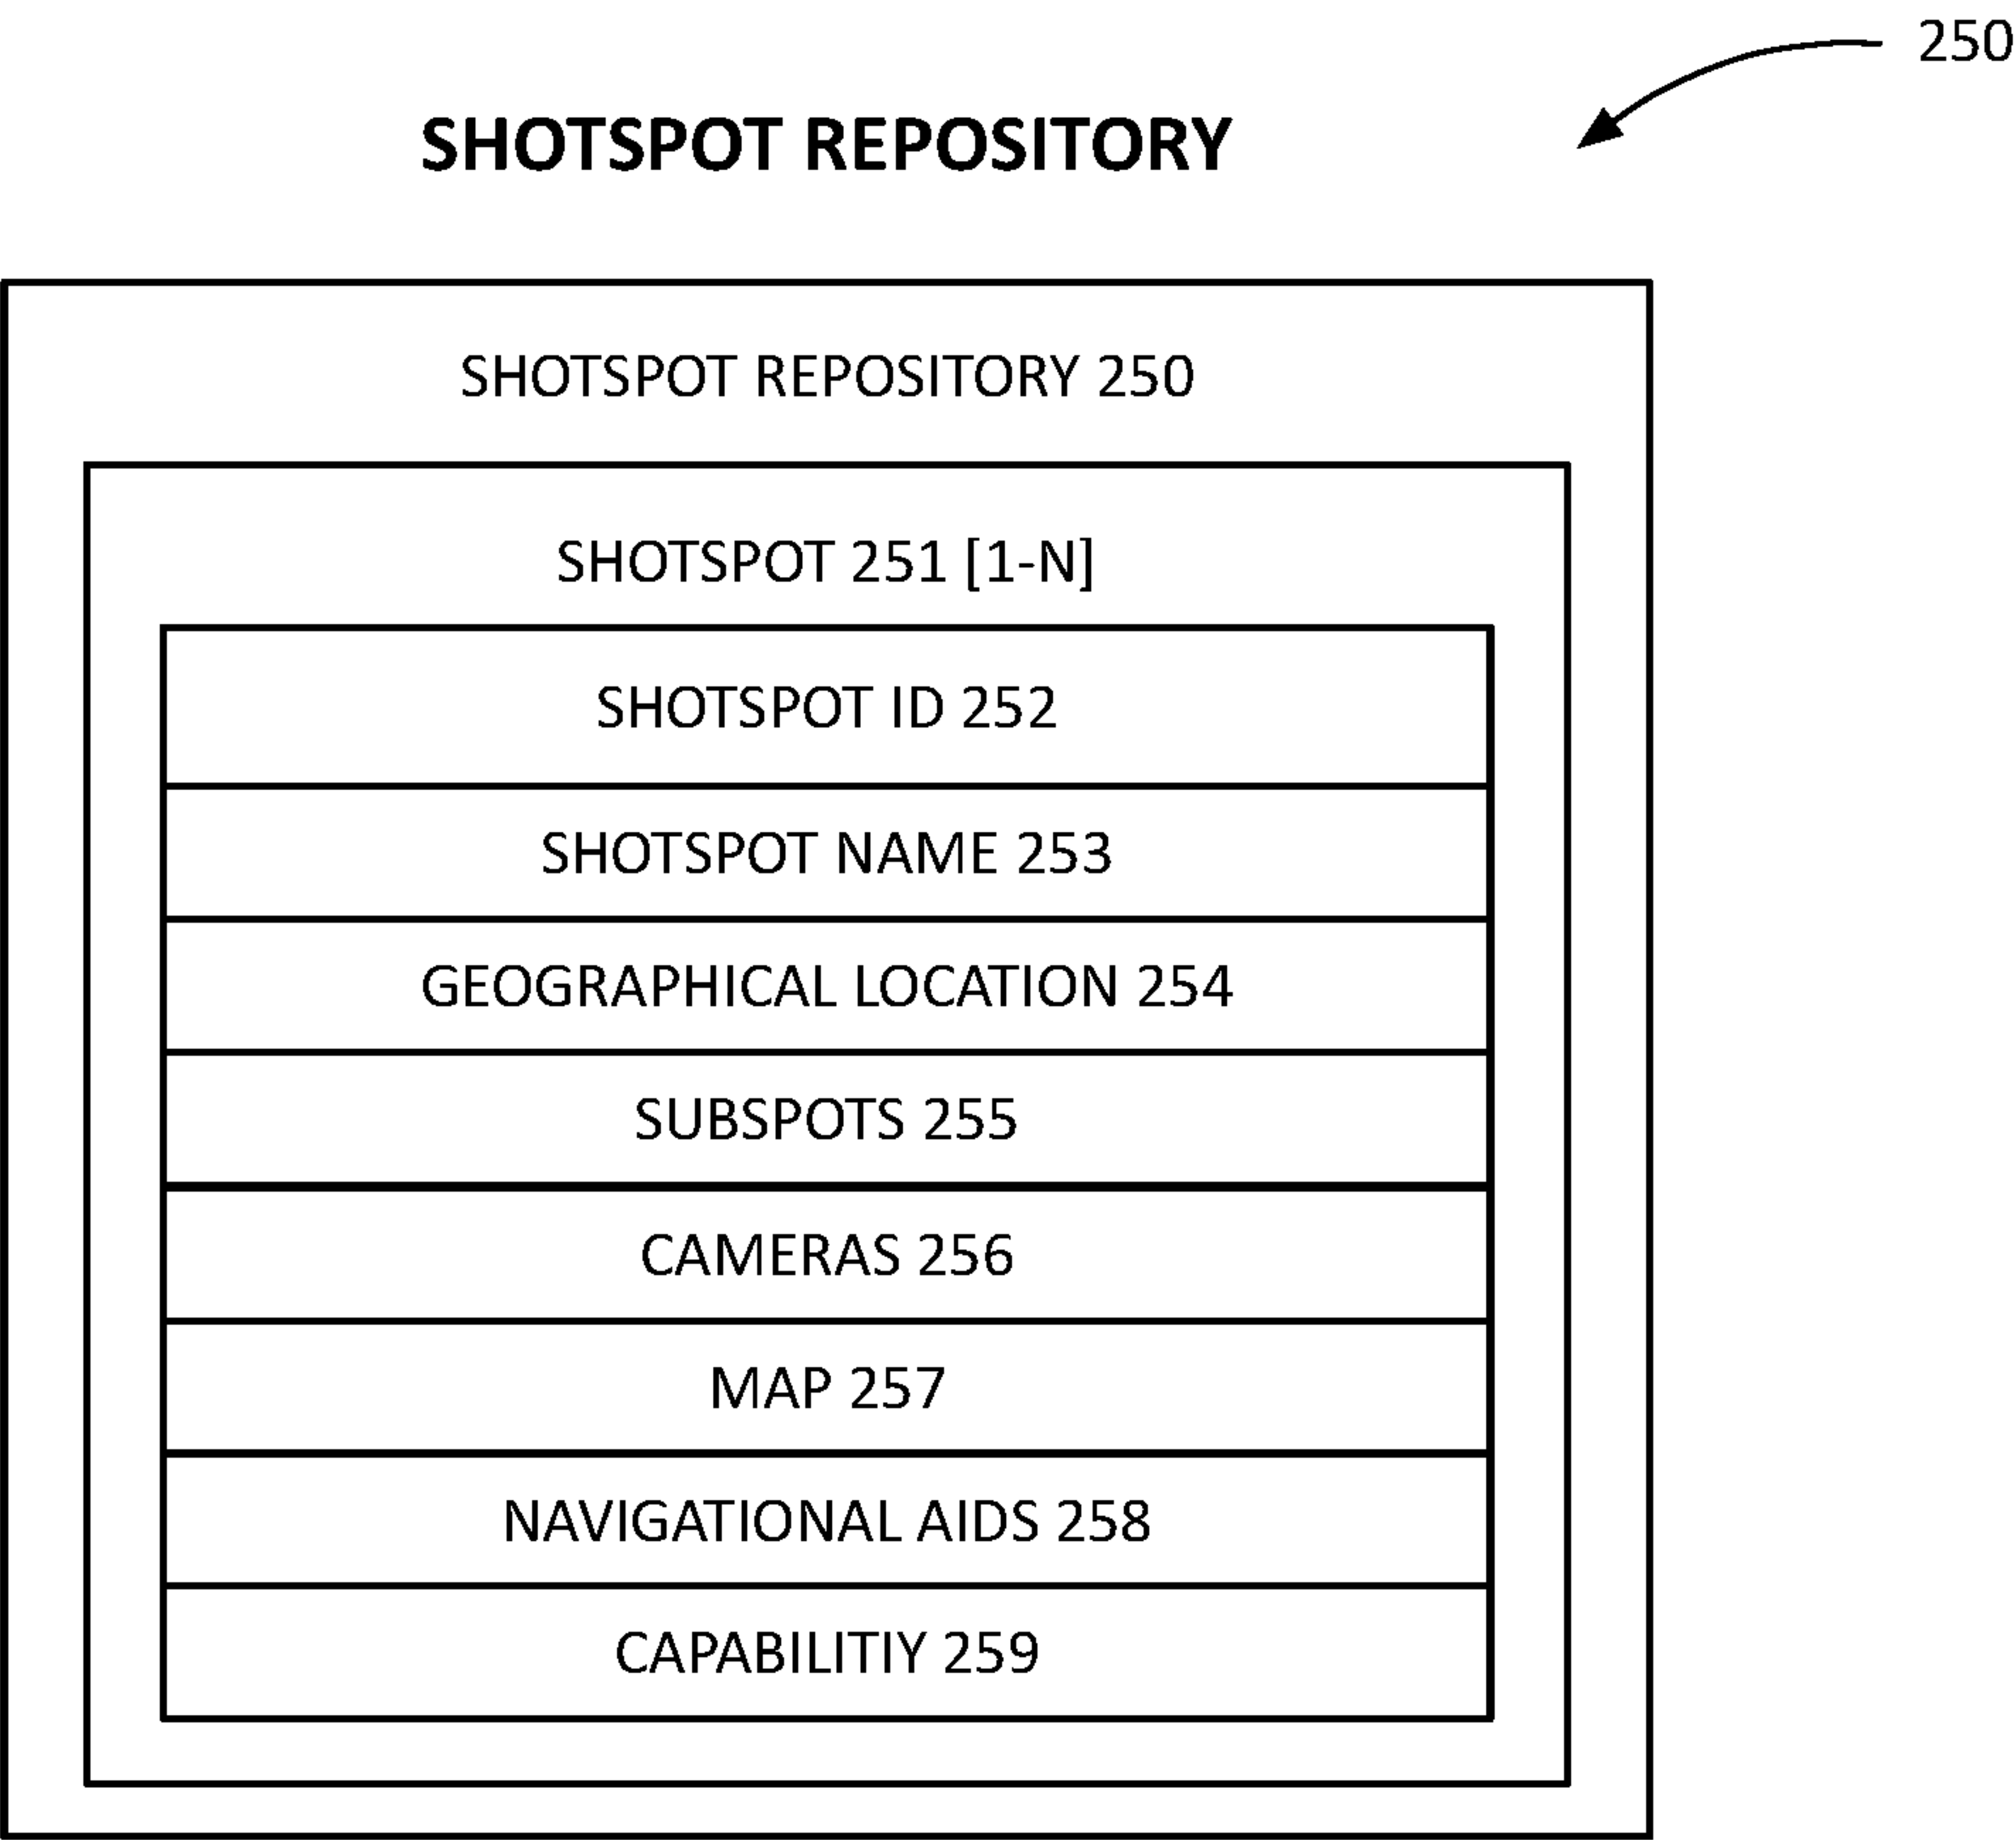 250
SHOTSPOT REPOSITORY
SHOTSPOT REPOSITORY 250
SHOTSPOT 251 [1-N]
SHOTSPOT ID 252
SHOTSPOT NAME 253
GEOGRAPHICAL LOCATION 254
SUBSPOTS 255
CAMERAS 256
MAP 257
NAVIGATIONAL AIDS 258
CAPABILITIY 259